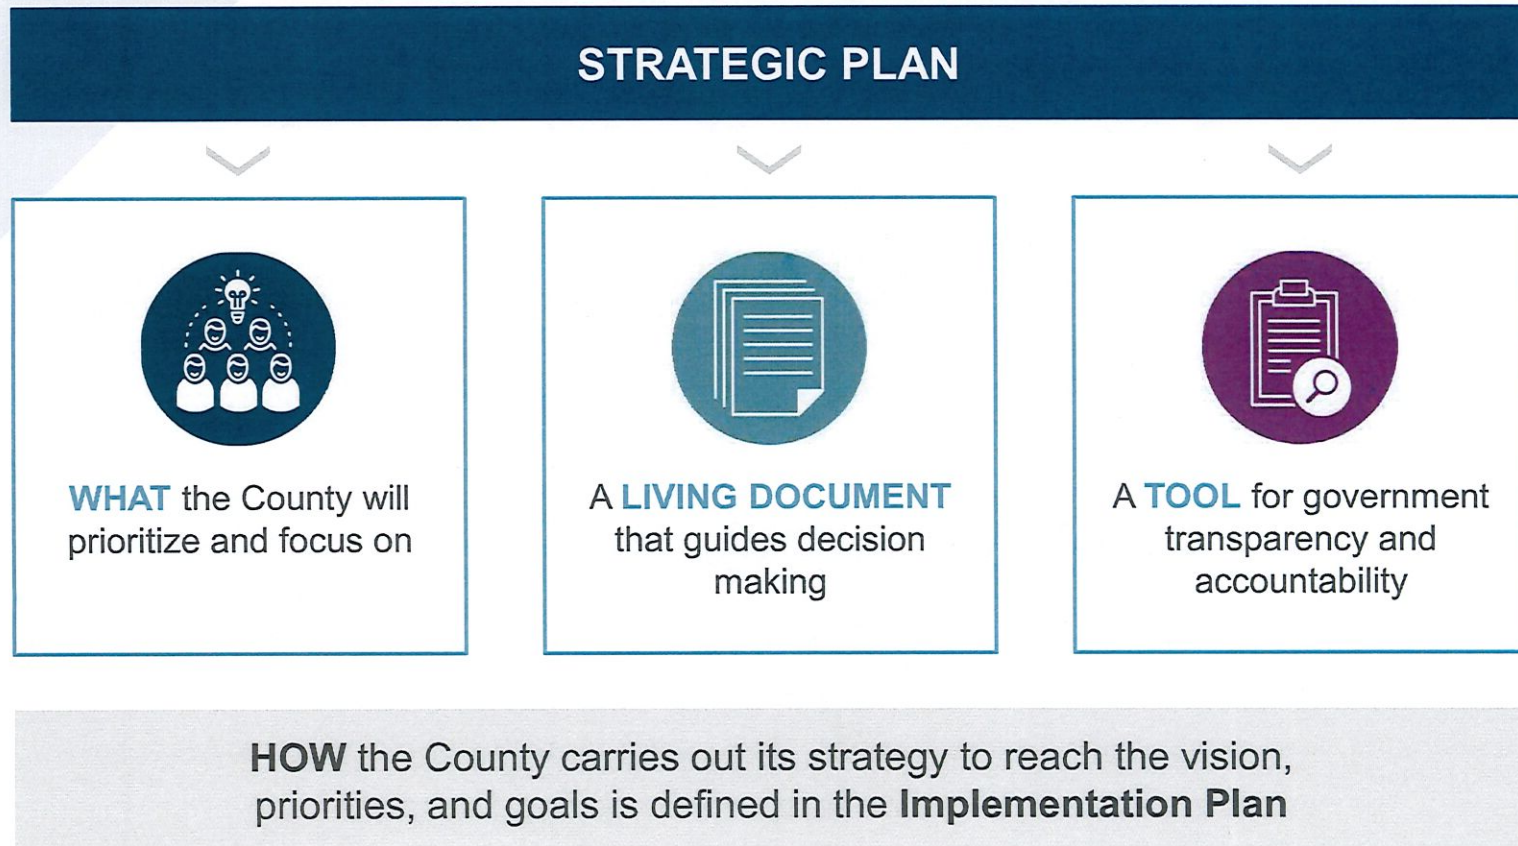 STRATEGIC PLAN
WHAT the County will
prioritize and focus on
A LIVING DOCUMENT
that guides decision
making
A TOOL for government
transparency and
accountability
HOW the County carries out its strategy to reach the vision,
priorities, and goals is defined in the Implementation Plan